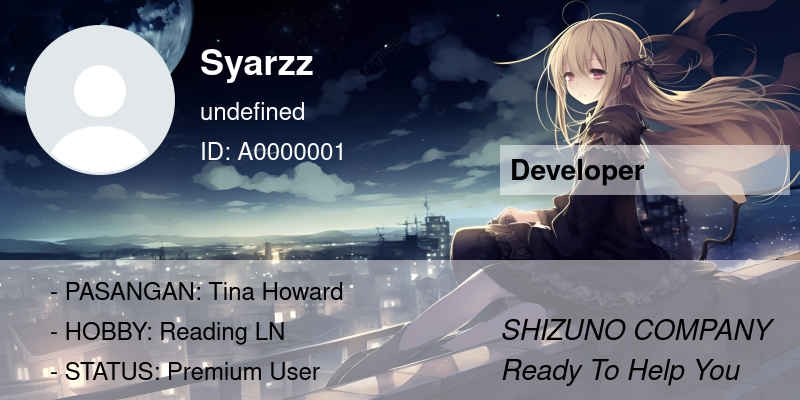 Syarzz
undefined
ID: A0000001
Developer
- PASANGAN: Tina Howard
- HOBBY: Reading LN
- STATUS: Premium User
SHIZUNO COMPANY
Ready To Help You